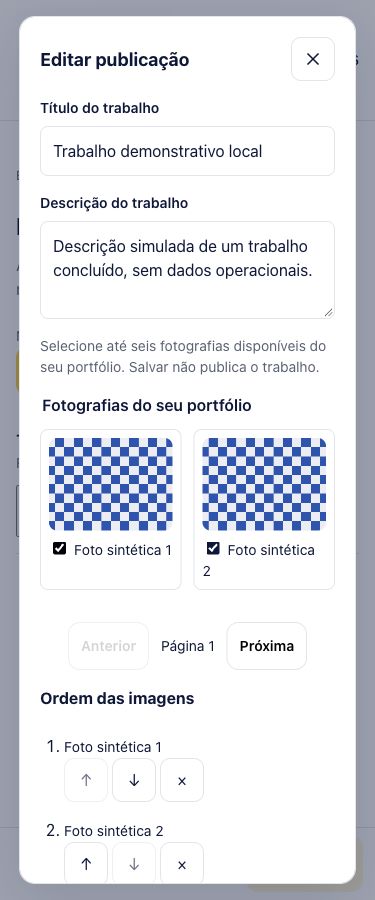 Editar publicação
Título do trabalho
Trabalho demonstrativo local
Descrição do trabalho
Descrição simulada de um trabalho
concluído, sem dados operacionais.
Selecione até seis fotografias disponíveis do
seu portfólio. Salvar não publica o trabalho.
Fotografias do seu portfólio
Foto sintética 1
Foto sintética
2
Anterior
Página 1
Próxima
Ordem das imagens
1. Foto sintética 1
↑ ↓ ×
2. Foto sintética 2
↑ ↓ ×